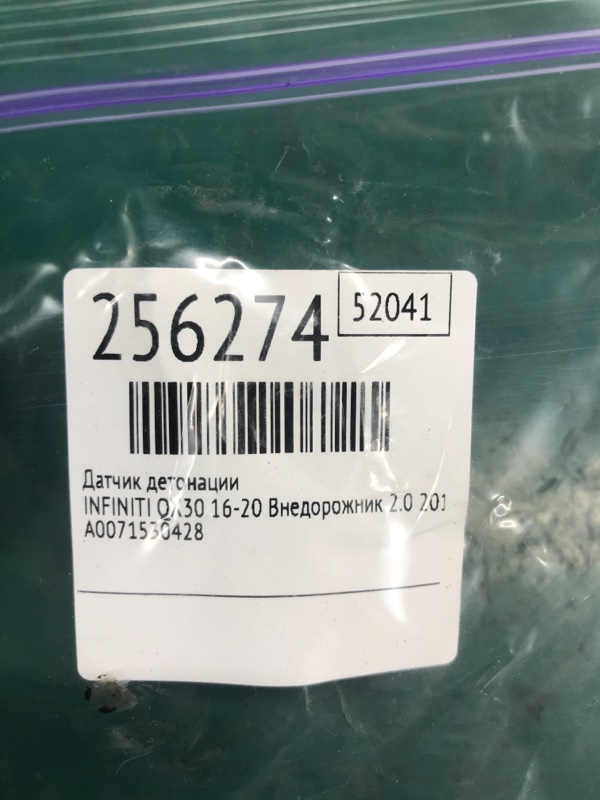 256274
52041
Датчик детонации
INFINITI QX30 16-20 Внедорожник 2.0 201
A0071530428